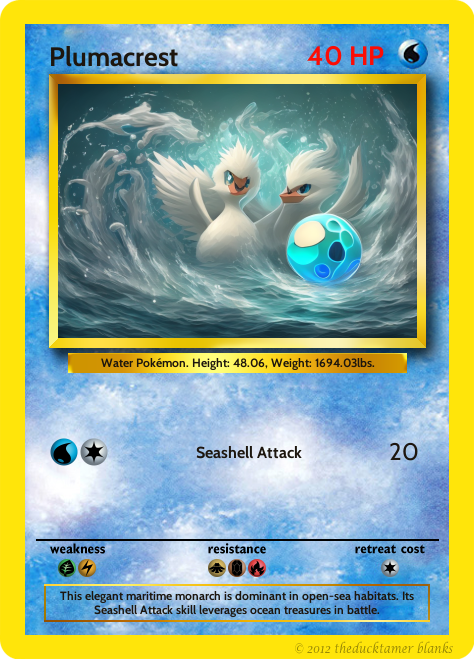 Plumacrest 40 HP
Water Pokémon. Height: 48.06, Weight: 1694.03lbs.
Seashell Attack 20
weakness resistance retreat cost
This elegant maritime monarch is dominant in open-sea habitats. Its
Seashell Attack skill leverages ocean treasures in battle.
© 2012 theducktamer blanks